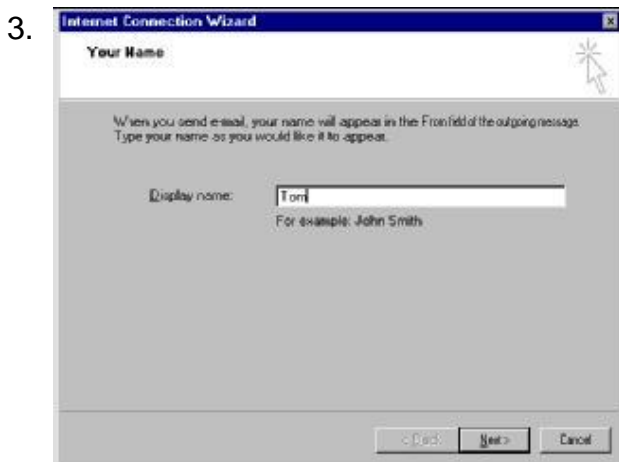 3.
Internet Connection Wizard
Your Name
When you send e-mail, your name will appear in the From field of the outgoing message.
Type your name as you would like it to appear.
Display name: Tom
For example: John Smith
< Back Next > Cancel